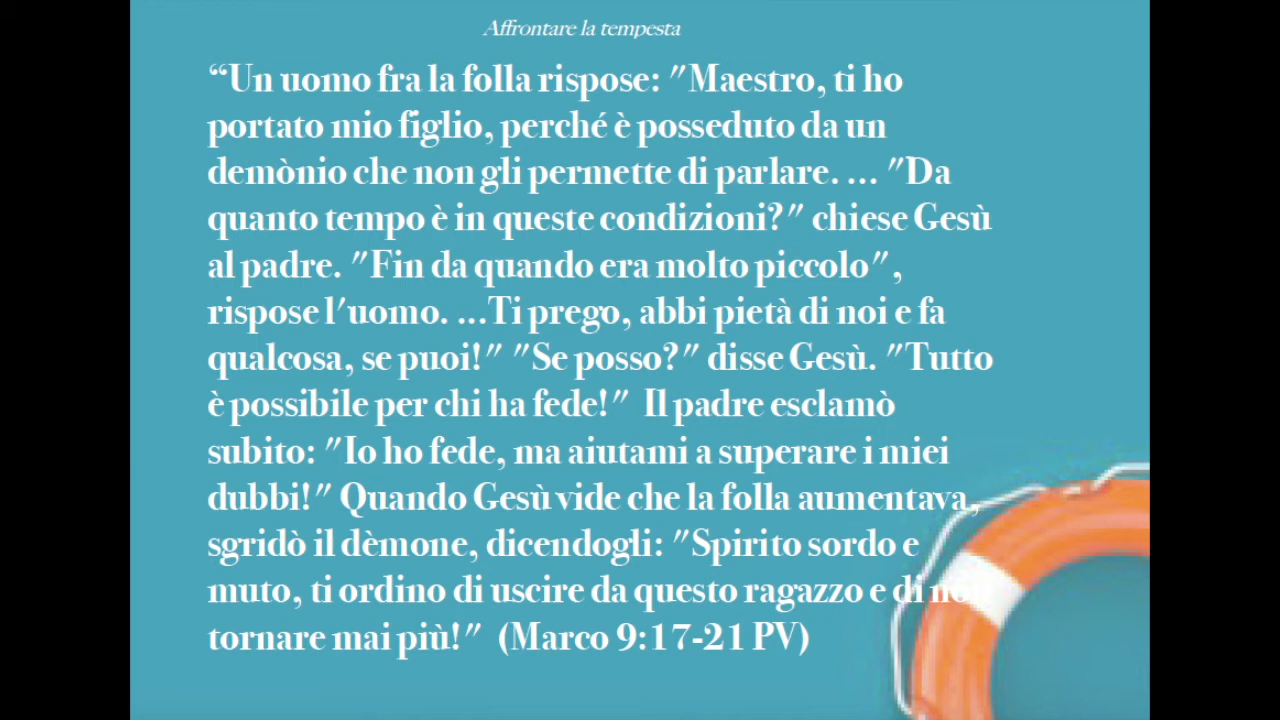 Affrontare la tempesta
“Un uomo fra la folla rispose: "Maestro, ti ho
portato mio figlio, perché è posseduto da un
demònio che non gli permette di parlare. ... "Da
quanto tempo è in queste condizioni?" chiese Gesù
al padre. "Fin da quando era molto piccolo",
rispose l'uomo. ...Ti prego, abbi pietà di noi e fa
qualcosa, se puoi!" "Se posso?" disse Gesù. "Tutto
è possibile per chi ha fede!" Il padre esclamò
subito: "Io ho fede, ma aiutami a superare i miei
dubbi!" Quando Gesù vide che la folla aumentava,
sgridò il dèmone, dicendogli: "Spirito sordo e
muto, ti ordino di uscire da questo ragazzo e di non
tornare mai più!" (Marco 9:17-21 PV)